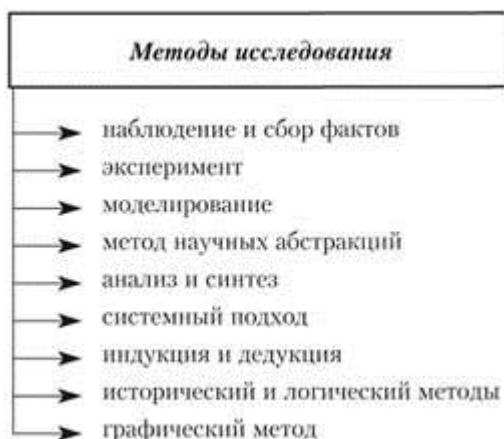 Методы исследования
наблюдение и сбор фактов
эксперимент
моделирование
метод научных абстракций
анализ и синтез
системный подход
индукция и дедукция
исторический и логический методы
графический метод